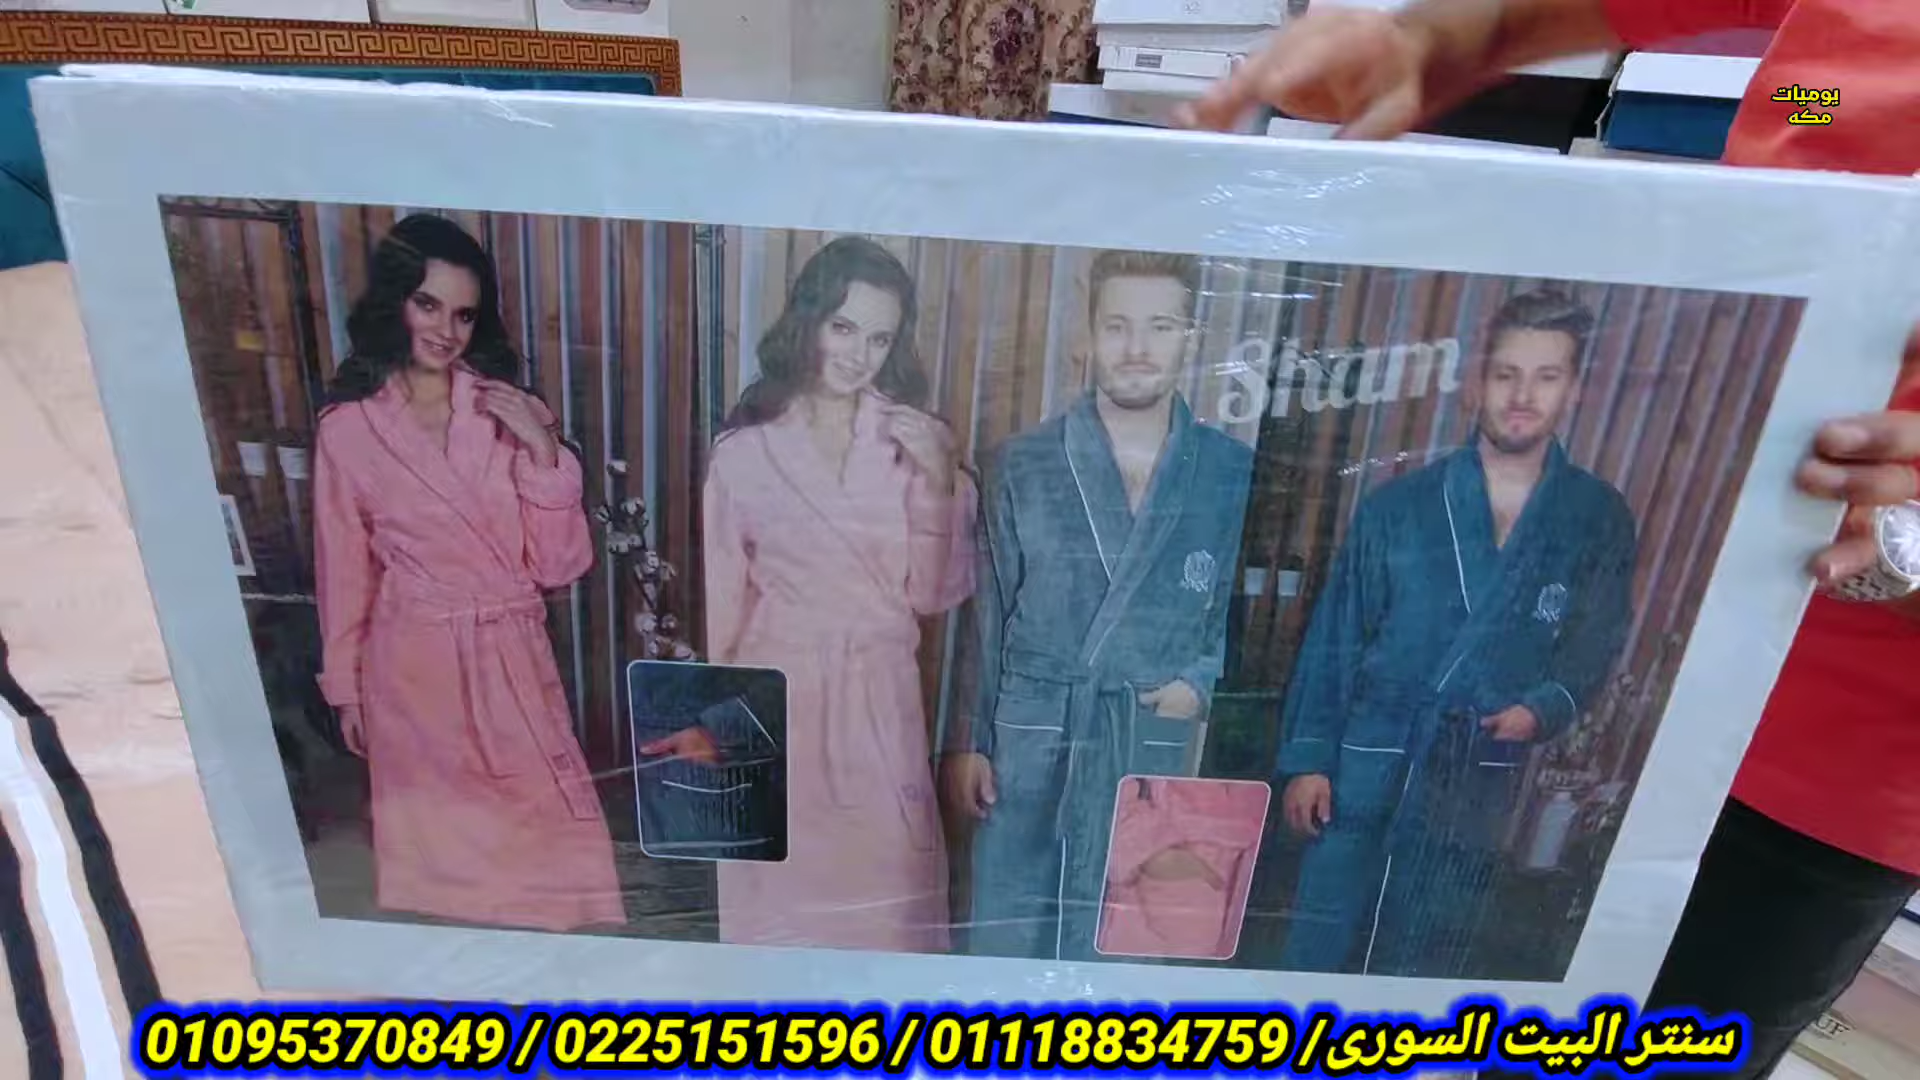 يوميات
مكه
Sham
سنتر البيت السورى/ 01118834759 / 0225151596 / 01095370849